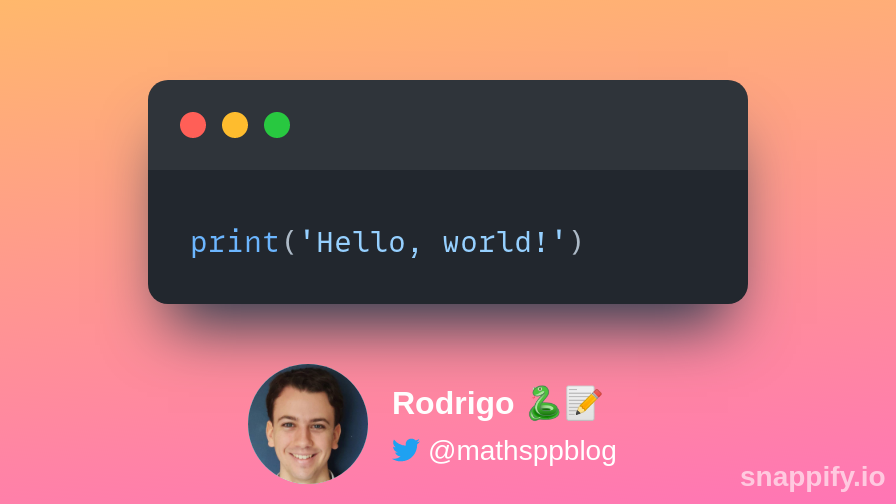 print('Hello, world!')
Rodrigo 🐍📝
@mathsppblog
snappify.io